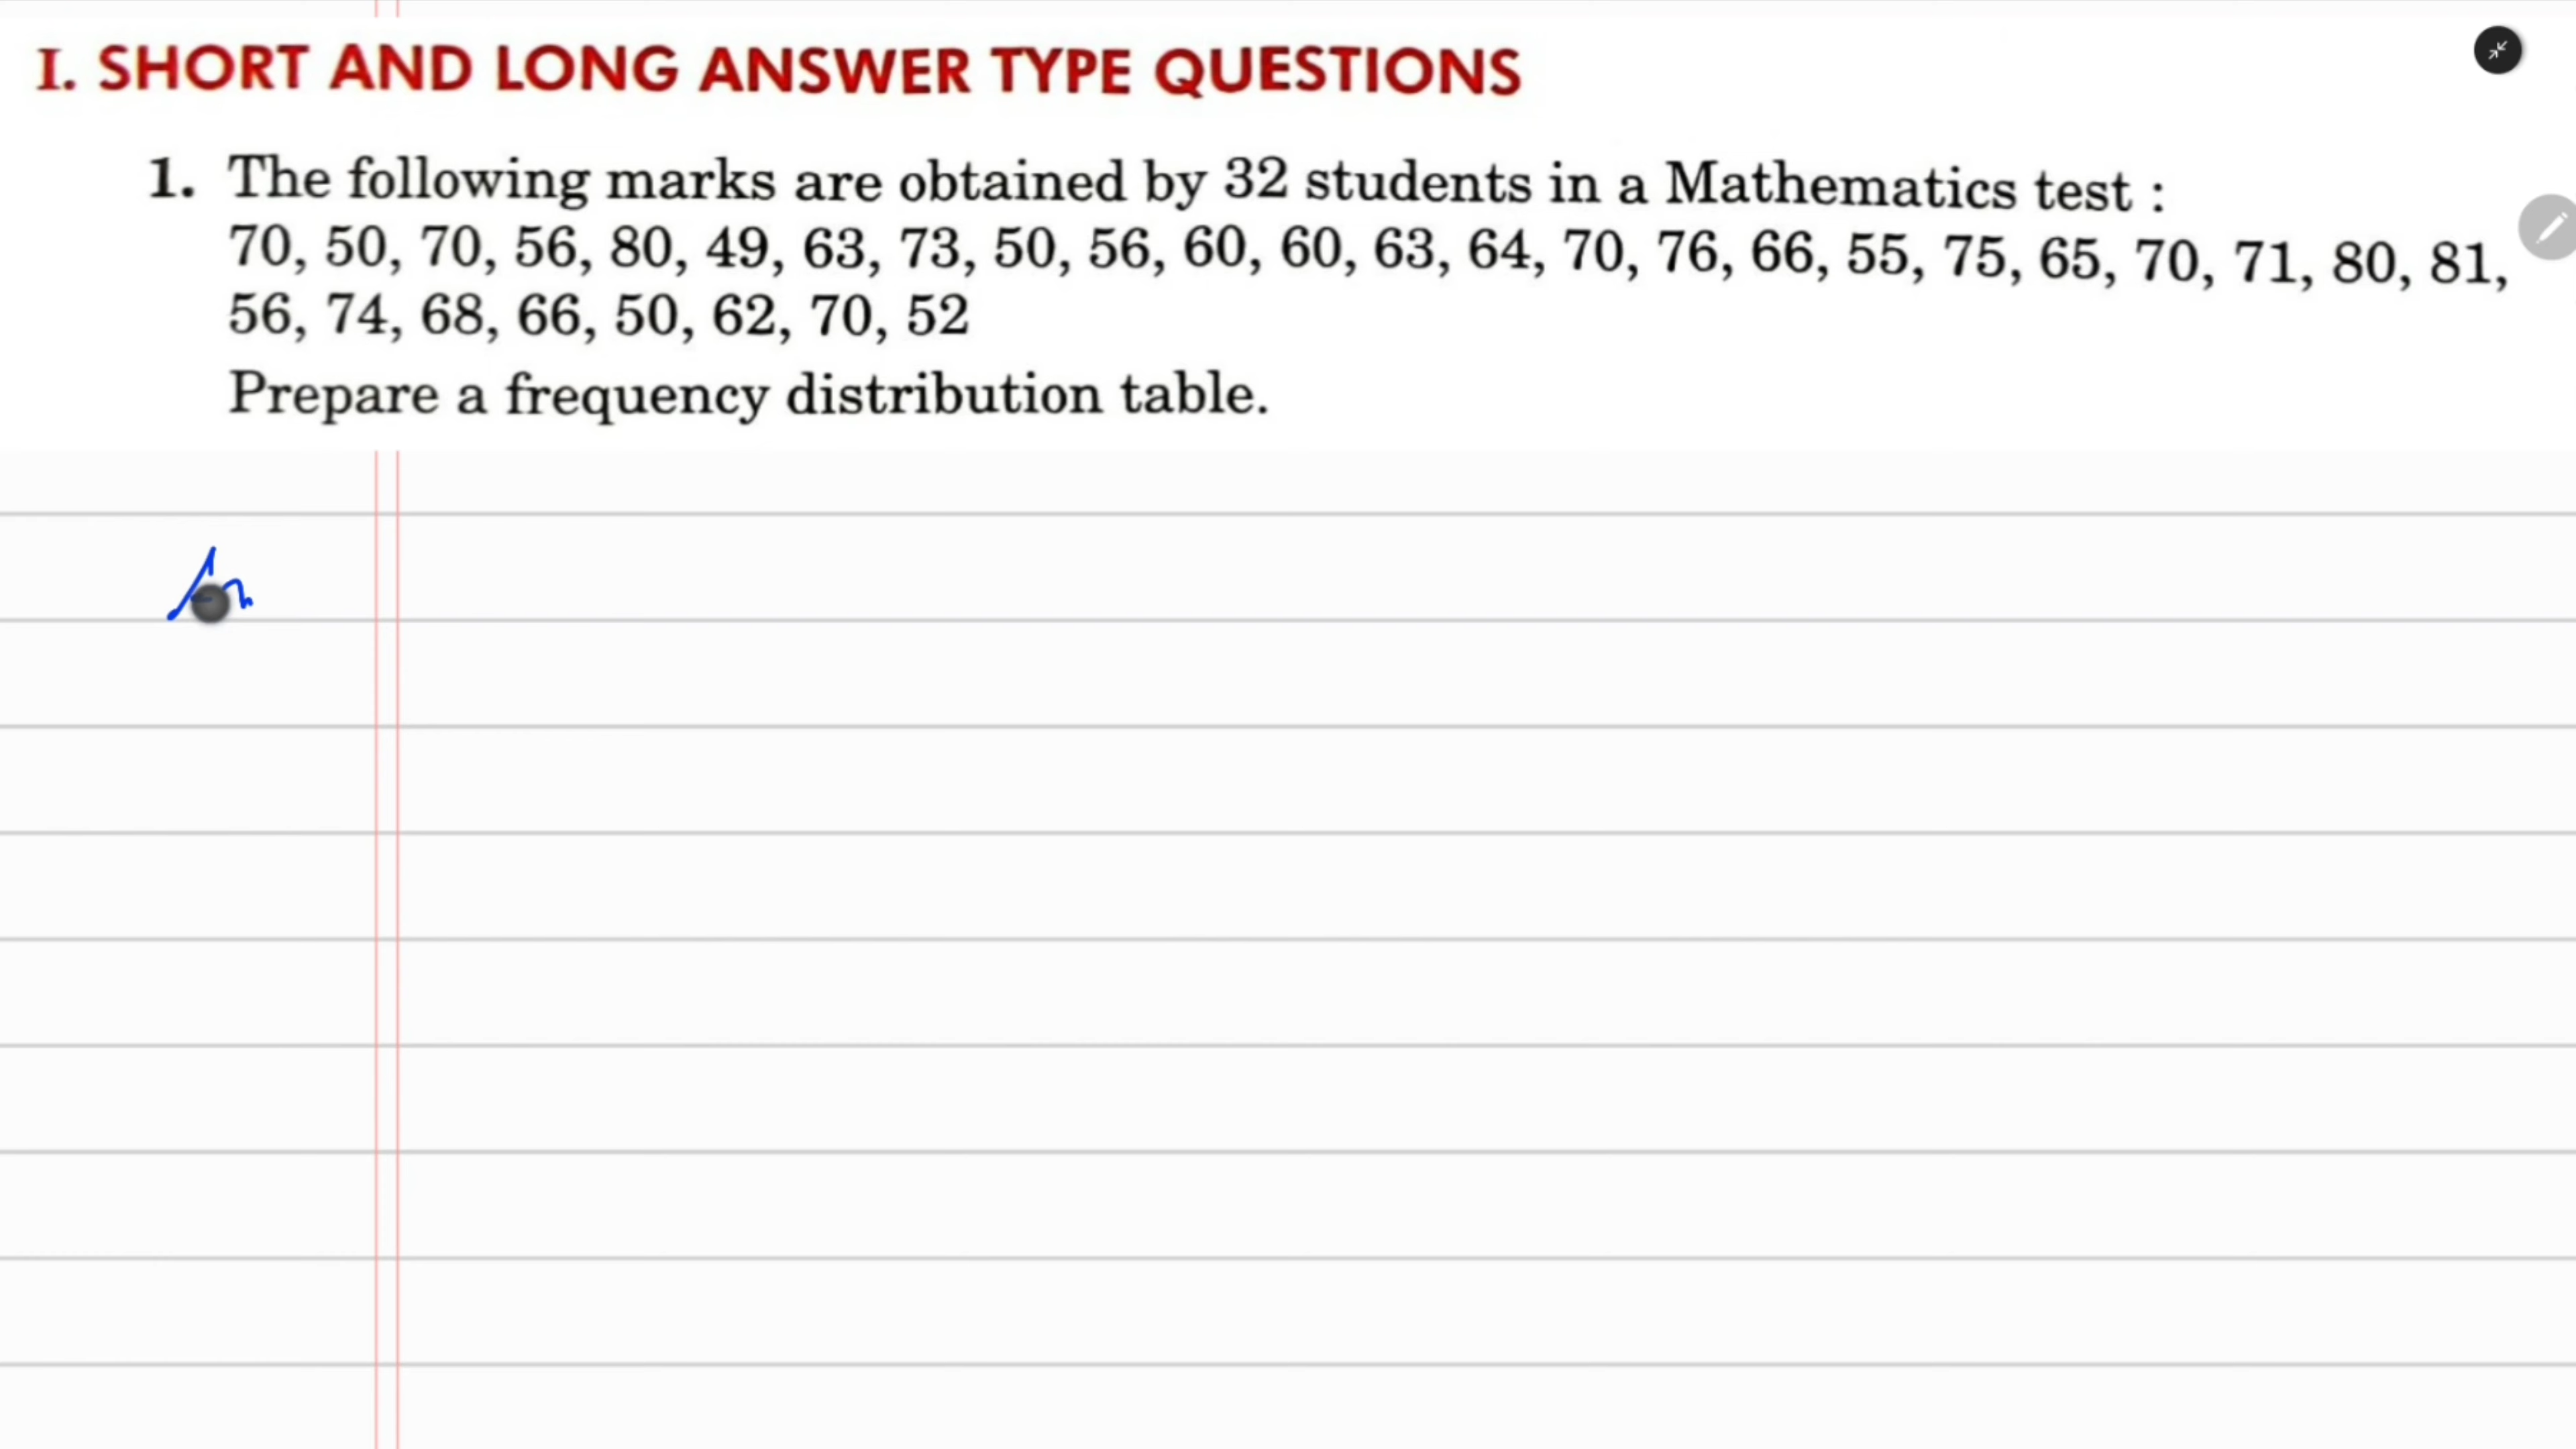 I. SHORT AND LONG ANSWER TYPE QUESTIONS
1. The following marks are obtained by 32 students in a Mathematics test :
70, 50, 70, 56, 80, 49, 63, 73, 50, 56, 60, 60, 63, 64, 70, 76, 66, 55, 75, 65, 70, 71, 80, 81,
56, 74, 68, 66, 50, 62, 70, 52
Prepare a frequency distribution table.